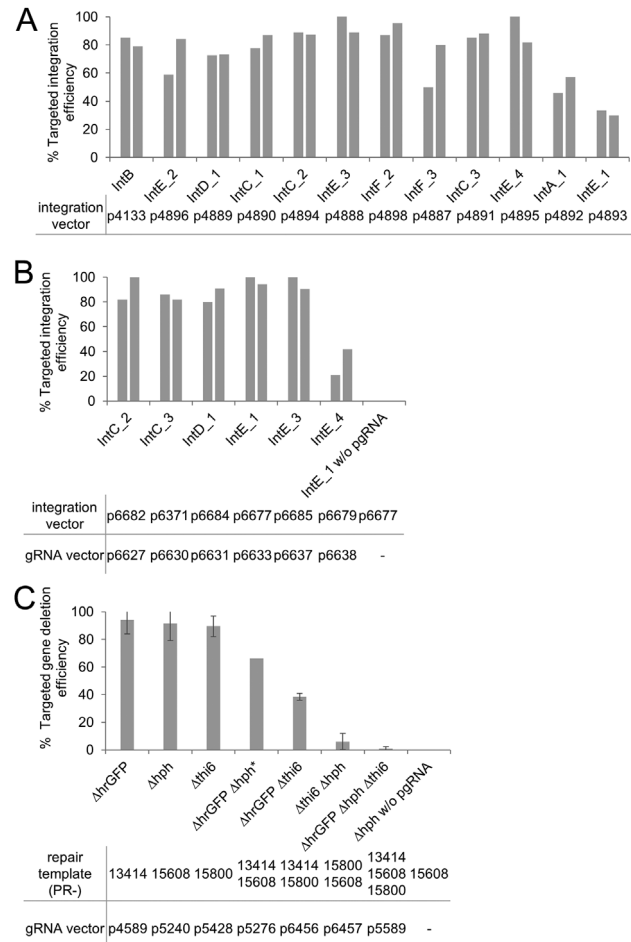 A
% Targeted integration
efficiency
100
80
60
40
20
0
IntB IntE_2 IntD_1 IntC_1 IntC_2 IntE_3 IntF_2 IntF_3 IntC_3 IntE_4 IntA_1 IntE_1
integration
vector
p4133 p4896 p4889 p4890 p4894 p4888 p4898 p4887 p4891 p4895 p4892 p4893
B
% Targeted integration
efficiency
100
80
60
40
20
0
IntC_2 IntC_3 IntD_1 IntE_1 IntE_3 IntE_4 IntE_1 w/o pgRNA
integration
vector
p6682 p6371 p6684 p6677 p6685 p6679 p6677
gRNA vector p6627 p6630 p6631 p6633 p6637 p6638 -
C
% Targeted gene deletion
efficiency
100
80
60
40
20
0
ΔhrGFP Δhph Δthi6 ΔhrGFP Δhph* ΔhrGFP Δthi6 Δthi6 Δhph ΔhrGFP Δhph Δthi6 Δhph w/o pgRNA
repair
template
(PR-)
13414 15608 15800 13414 13414 15800 13414 15608
15608 15800 15608 15608
15800
gRNA vector p4589 p5240 p5428 p5276 p6456 p6457 p5589 -